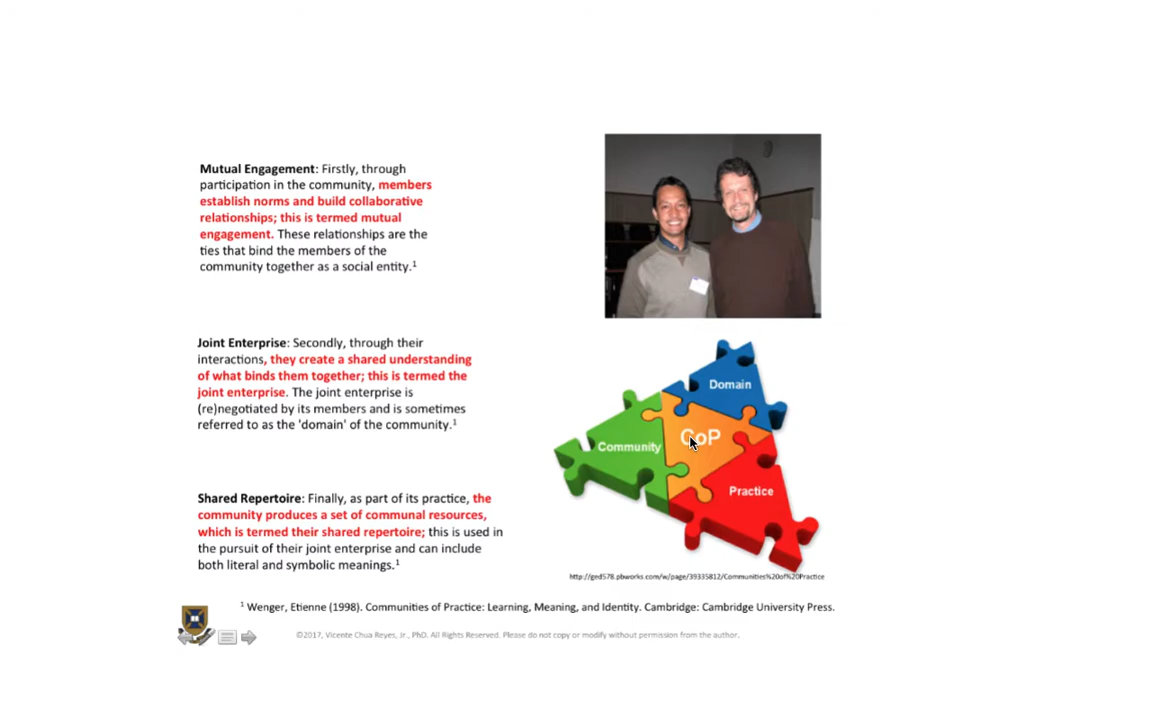 Mutual Engagement: Firstly, through
participation in the community, members
establish norms and build collaborative
relationships; this is termed mutual
engagement. These relationships are the
ties that bind the members of the
community together as a social entity.¹
Joint Enterprise: Secondly, through their
interactions, they create a shared understanding
of what binds them together; this is termed the
joint enterprise. The joint enterprise is
(re)negotiated by its members and is sometimes
referred to as the 'domain' of the community.¹
Shared Repertoire: Finally, as part of its practice, the
community produces a set of communal resources,
which is termed their shared repertoire; this is used in
the pursuit of their joint enterprise and can include
both literal and symbolic meanings.¹
Domain
Community
CoP
Practice
http://ged578.pbworks.com/w/page/39335812/Communities%20of%20Practice
¹ Wenger, Etienne (1998). Communities of Practice: Learning, Meaning, and Identity. Cambridge: Cambridge University Press.
©2017, Vicente Chua Reyes, Jr., PhD. All Rights Reserved. Please do not copy or modify without permission from the author.